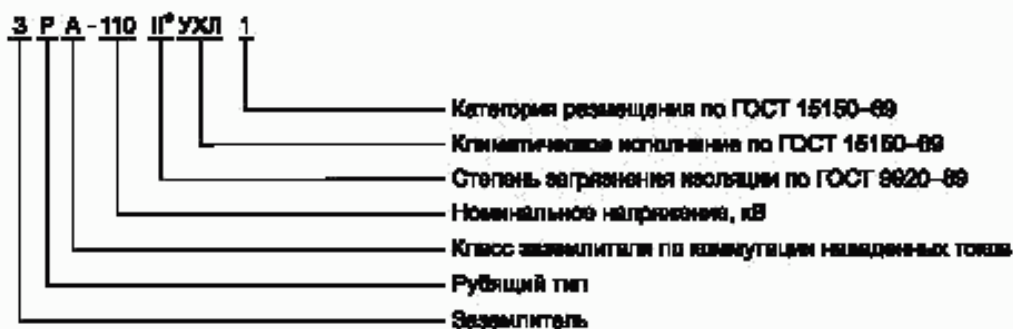 ЗРА-110 II* УХЛ 1
Категория размещения по ГОСТ 15150–69
Климатическое исполнение по ГОСТ 15150–69
Степень загрязнения изоляции по ГОСТ 9920–89
Номинальное напряжение, кВ
Класс заземлителя по коммутации наведенных токов
Рубящий тип
Заземлитель